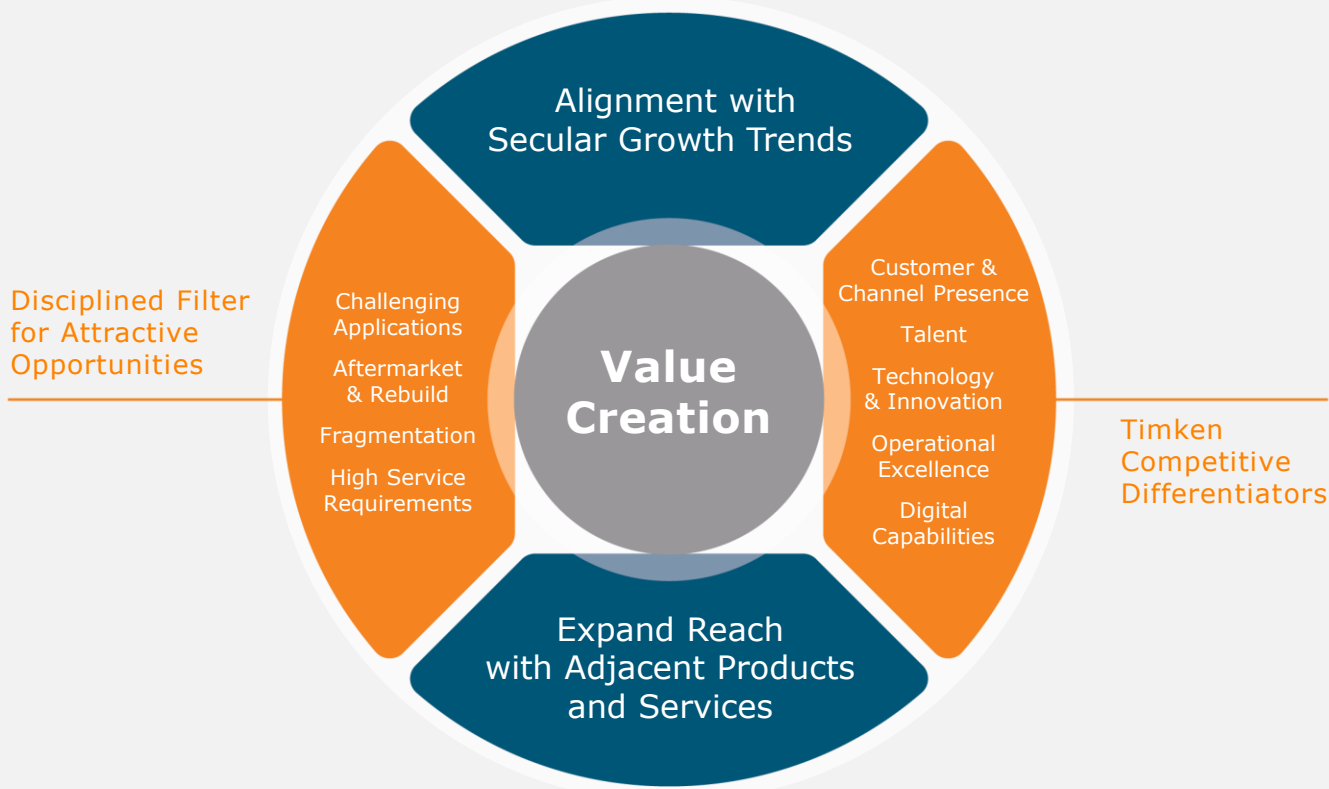 Alignment with
Secular Growth Trends
Disciplined Filter
for Attractive
Opportunities
Challenging
Applications
Aftermarket
& Rebuild
Fragmentation
High Service
Requirements
Value
Creation
Customer &
Channel Presence
Talent
Technology
& Innovation
Operational
Excellence
Digital
Capabilities
Timken
Competitive
Differentiators
Expand Reach
with Adjacent Products
and Services